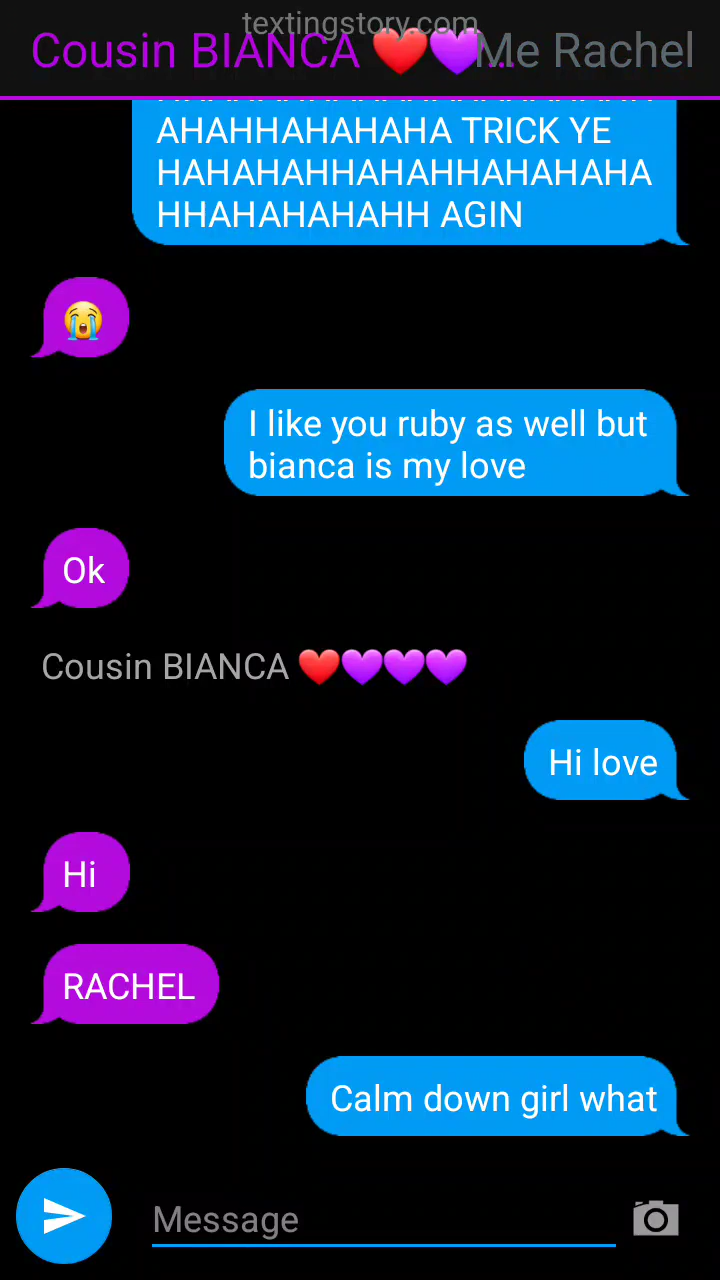 textingstory.com
Cousin BIANCA ❤️💜... Me Rachel
AHAHHAHAHAHA TRICK YE
HAHAHAHHAHAHHAHAHAHA
HHAHAHAHAHH AGIN
😭
I like you ruby as well but
bianca is my love
Ok
Cousin BIANCA ❤️💜💜💜
Hi love
Hi
RACHEL
Calm down girl what
Message